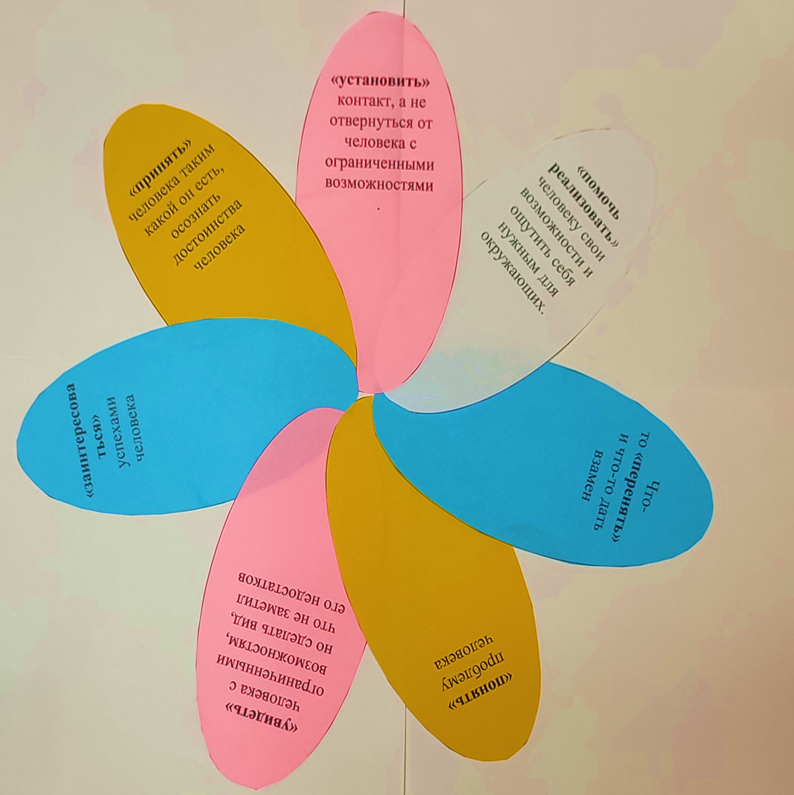 «установить»
контакт, а не
отвернуться от
человека с
ограниченными
возможностями
«помочь
реализовать»
человеку свои
возможности и
ощутить себя
нужным для
окружающих.
Что-
то «перенять»
и что-то дать
взамен
«понять»
проблему
человека
«увидеть»
человека с
ограниченными
возможностям,
но сделать вид,
что не заметил
его недостатков
«заинтересова
ться»
успехами
человека
«принять»
человека таким
какой он есть,
осознать
достоинства
человека